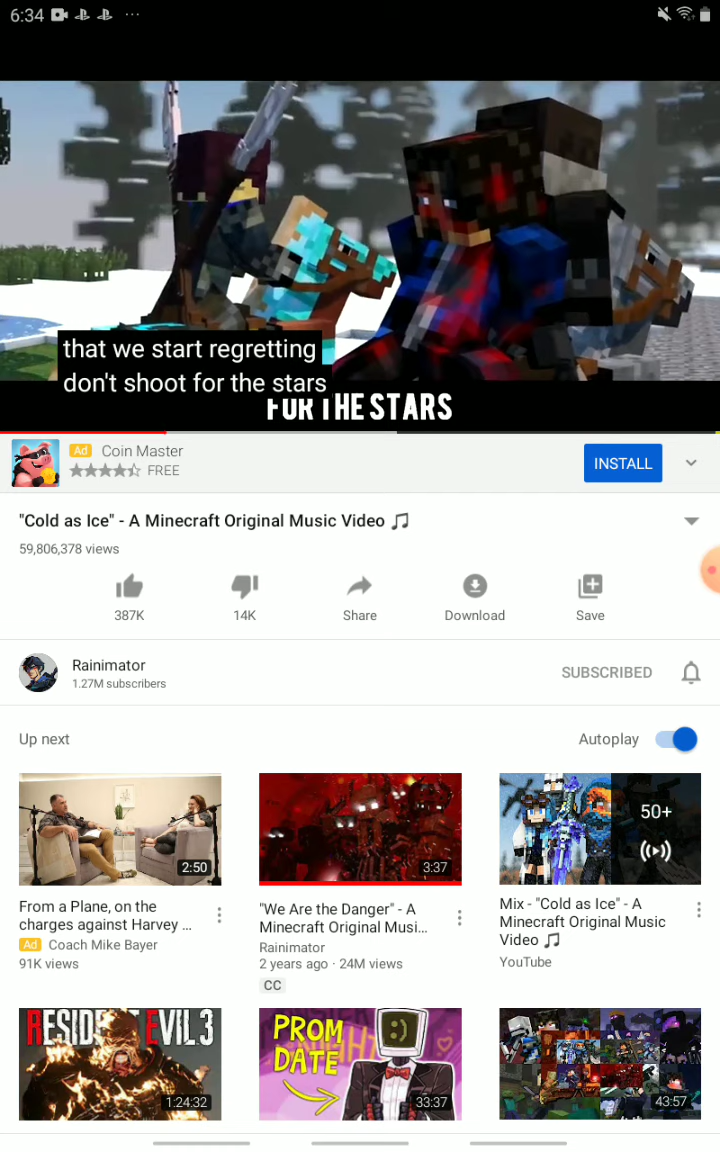 6:34
that we start regretting
don't shoot for the stars
FOR THE STARS
Ad Coin Master
FREE
INSTALL
"Cold as Ice" - A Minecraft Original Music Video 🎵
59,806,378 views
387K
14K
Share
Download
Save
Rainimator
1.27M subscribers
SUBSCRIBED
Up next
Autoplay
2:50
From a Plane, on the
charges against Harvey ...
Ad Coach Mike Bayer
91K views
3:37
"We Are the Danger" - A
Minecraft Original Musi...
Rainimator
2 years ago · 24M views
CC
50+
Mix - "Cold as Ice" - A
Minecraft Original Music
Video 🎵
YouTube
RESIDENT EVIL 3
1:24:32
PROM
DATE
33:37
43:57